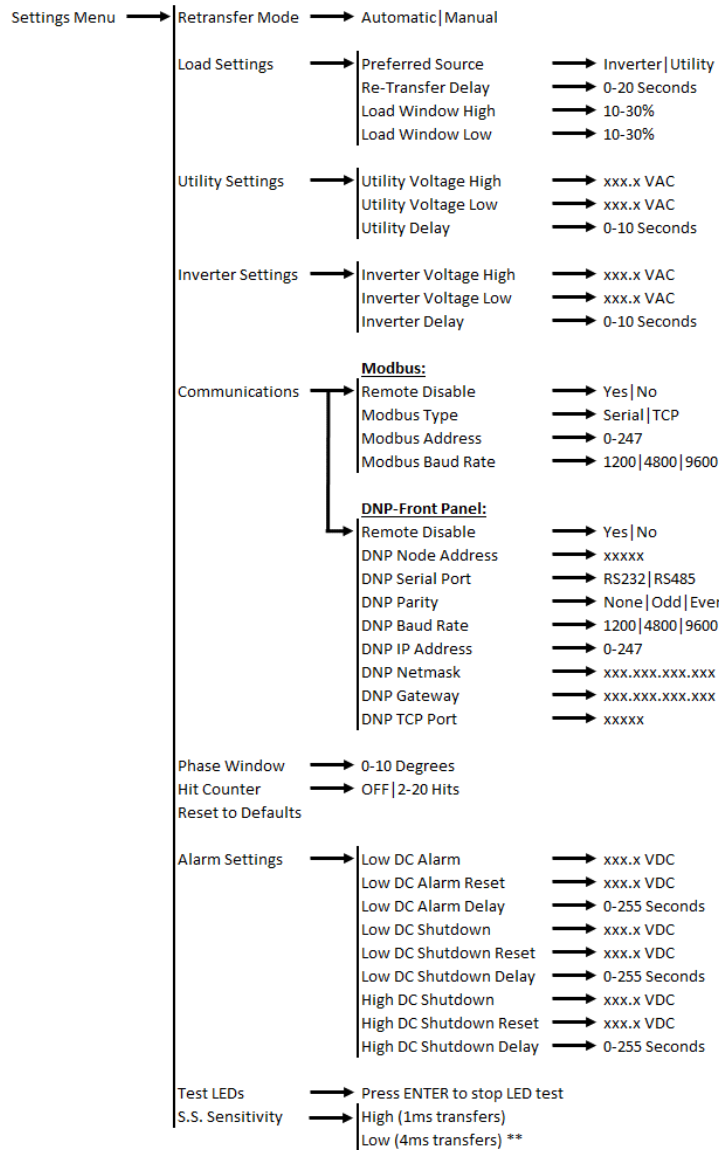 Settings Menu Retransfer Mode Automatic|Manual
Load Settings Preferred Source Inverter|Utility
Re-Transfer Delay 0-20 Seconds
Load Window High 10-30%
Load Window Low 10-30%
Utility Settings Utility Voltage High xxx.x VAC
Utility Voltage Low xxx.x VAC
Utility Delay 0-10 Seconds
Inverter Settings Inverter Voltage High xxx.x VAC
Inverter Voltage Low xxx.x VAC
Inverter Delay 0-10 Seconds
Modbus:
Communications Remote Disable Yes|No
Modbus Type Serial|TCP
Modbus Address 0-247
Modbus Baud Rate 1200|4800|9600
DNP-Front Panel:
Remote Disable Yes|No
DNP Node Address xxxxx
DNP Serial Port RS232|RS485
DNP Parity None|Odd|Ever
DNP Baud Rate 1200|4800|9600
DNP IP Address 0-247
DNP Netmask xxx.xxx.xxx.xxx
DNP Gateway xxx.xxx.xxx.xxx
DNP TCP Port xxxxx
Phase Window 0-10 Degrees
Hit Counter OFF|2-20 Hits
Reset to Defaults
Alarm Settings Low DC Alarm xxx.x VDC
Low DC Alarm Reset xxx.x VDC
Low DC Alarm Delay 0-255 Seconds
Low DC Shutdown xxx.x VDC
Low DC Shutdown Reset xxx.x VDC
Low DC Shutdown Delay 0-255 Seconds
High DC Shutdown xxx.x VDC
High DC Shutdown Reset xxx.x VDC
High DC Shutdown Delay 0-255 Seconds
Test LEDs Press ENTER to stop LED test
S.S. Sensitivity High (1ms transfers)
Low (4ms transfers) **